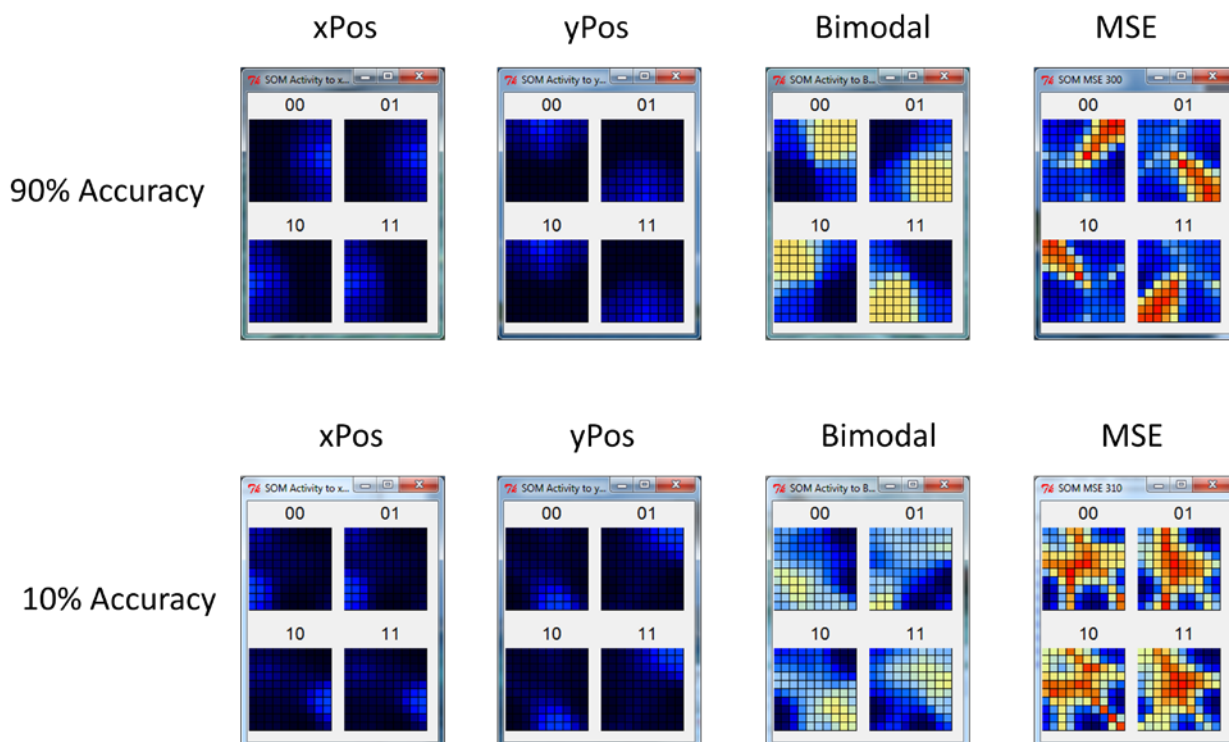 xPos yPos Bimodal MSE
SOM Activity to x... SOM Activity to y... SOM Activity to B... SOM MSE 300
00 01 00 01 00 01 00 01
90% Accuracy
10 11 10 11 10 11 10 11
xPos yPos Bimodal MSE
SOM Activity to x... SOM Activity to y... SOM Activity to B... SOM MSE 310
00 01 00 01 00 01 00 01
10% Accuracy
10 11 10 11 10 11 10 11